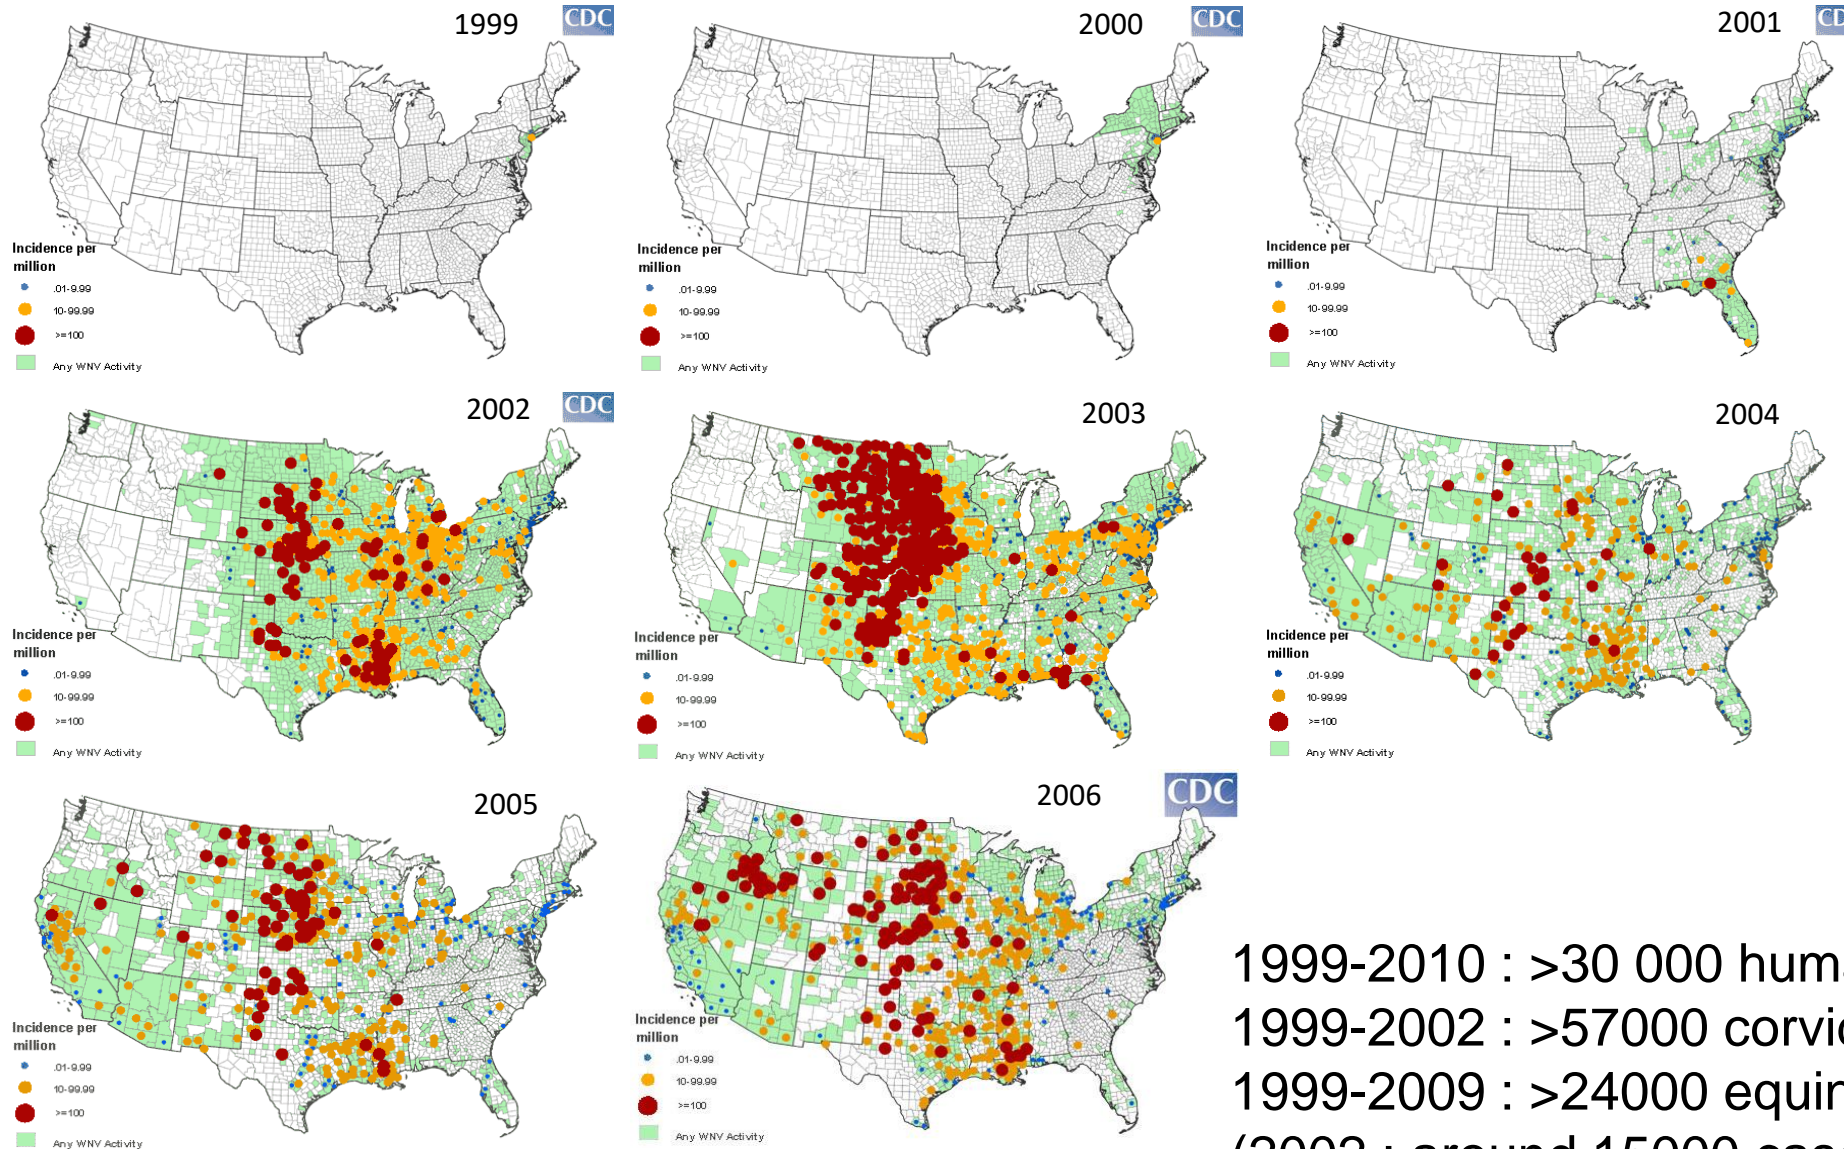 1999
CDC
Incidence per
million
.01-9.99
10-99.99
>=100
Any WNV Activity
2000
CDC
Incidence per
million
.01-9.99
10-99.99
>=100
Any WNV Activity
2001
CD
Incidence per
million
.01-9.99
10-99.99
>=100
Any WNV Activity
2002
CDC
Incidence per
million
.01-9.99
10-99.99
>=100
Any WNV Activity
2003
Incidence per
million
.01-9.99
10-99.99
>=100
Any WNV Activity
2004
Incidence per
million
.01-9.99
10-99.99
>=100
Any WNV Activity
2005
Incidence per
million
.01-9.99
10-99.99
>=100
Any WNV Activity
2006
CDC
Incidence per
million
.01-9.99
10-99.99
>=100
Any WNV Activity
1999-2010 : >30 000
1999-2002 : >57000
1999-2009 : >24000
around 15000